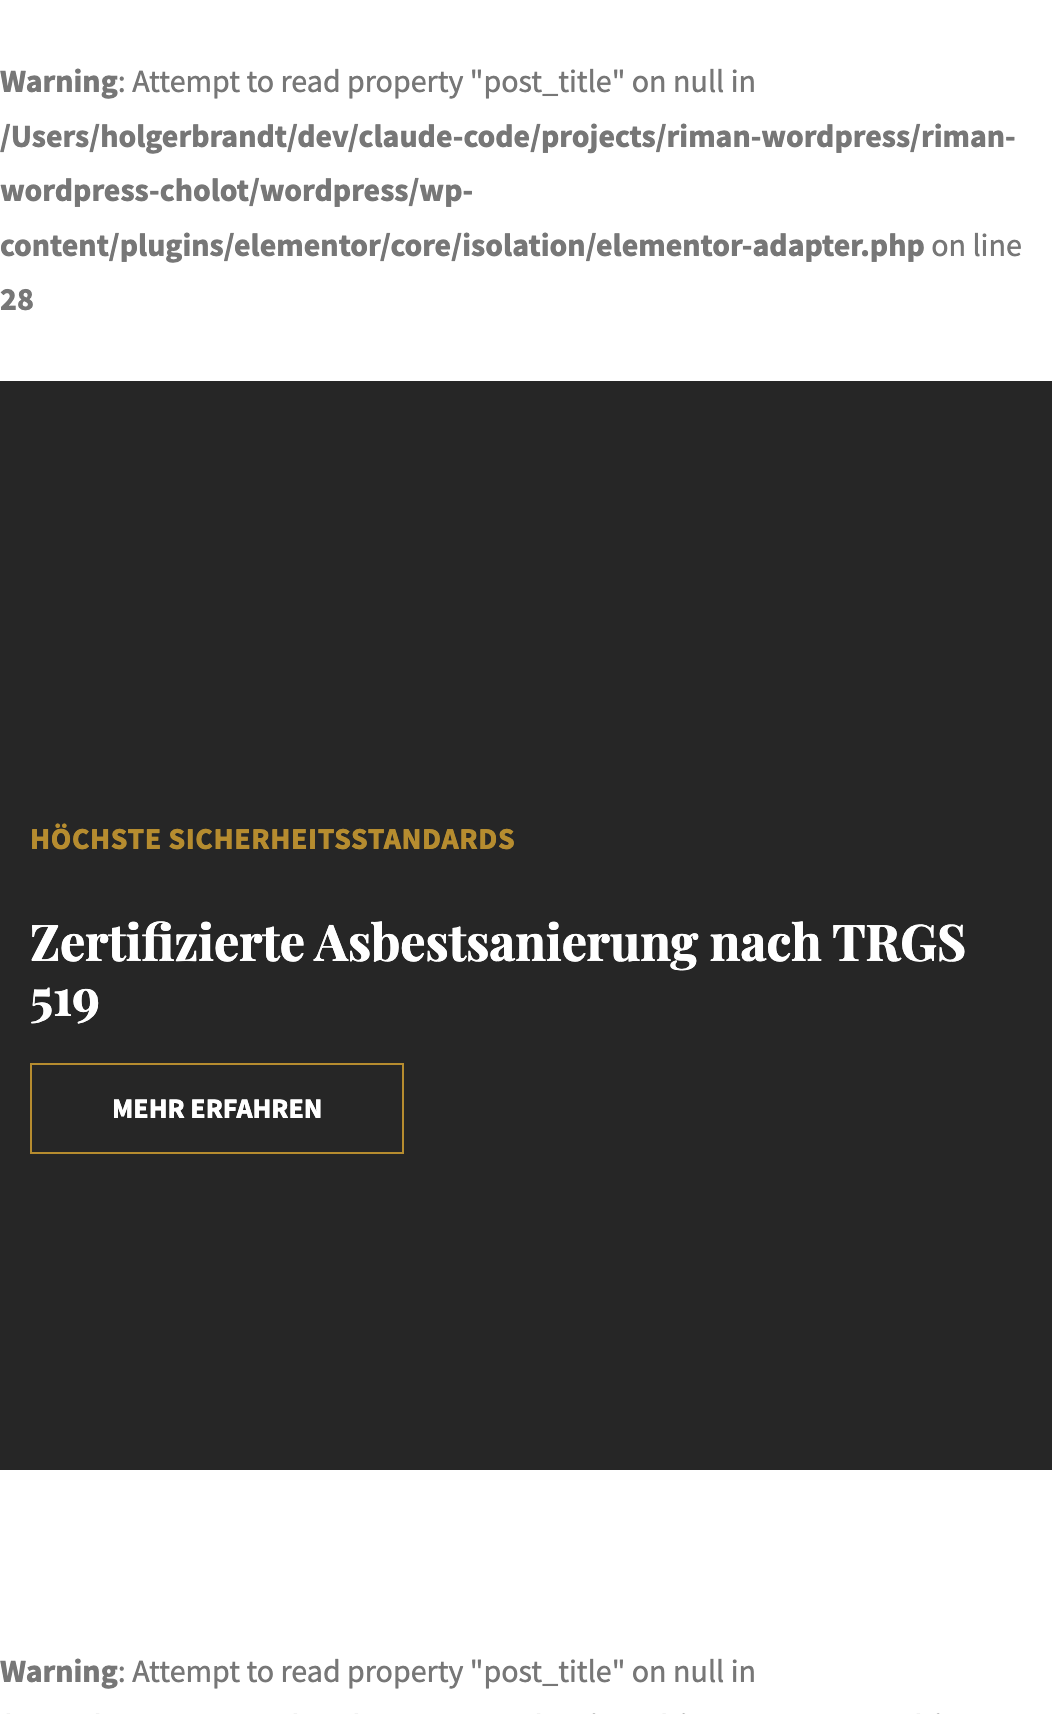 Warning: Attempt to read property "post_title" on null in
/Users/holgerbrandt/dev/claude-code/projects/riman-wordpress/riman-
wordpress-cholot/wordpress/wp-
content/plugins/elementor/core/isolation/elementor-adapter.php on line
28
HÖCHSTE SICHERHEITSSTANDARDS
Zertifizierte Asbestsanierung nach TRGS
519
MEHR ERFAHREN
Warning: Attempt to read property "post_title" on null in